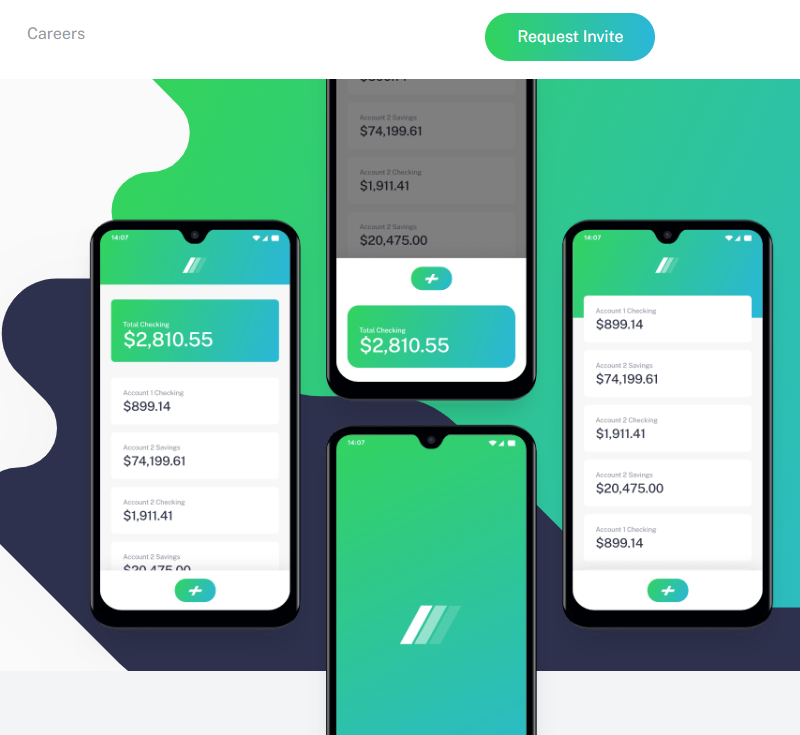 Careers
Request Invite
Account 2 Savings
$74,199.61
Account 2 Checking
$1,911.41
Account 2 Savings
$20,475.00
Total Checking
$2,810.55
14:07
Total Checking
$2,810.55
Account 1 Checking
$899.14
Account 2 Savings
$74,199.61
Account 2 Checking
$1,911.41
Account 2 Savings
$20,475.00
14:07
14:07
Account 1 Checking
$899.14
Account 2 Savings
$74,199.61
Account 2 Checking
$1,911.41
Account 2 Savings
$20,475.00
Account 1 Checking
$899.14